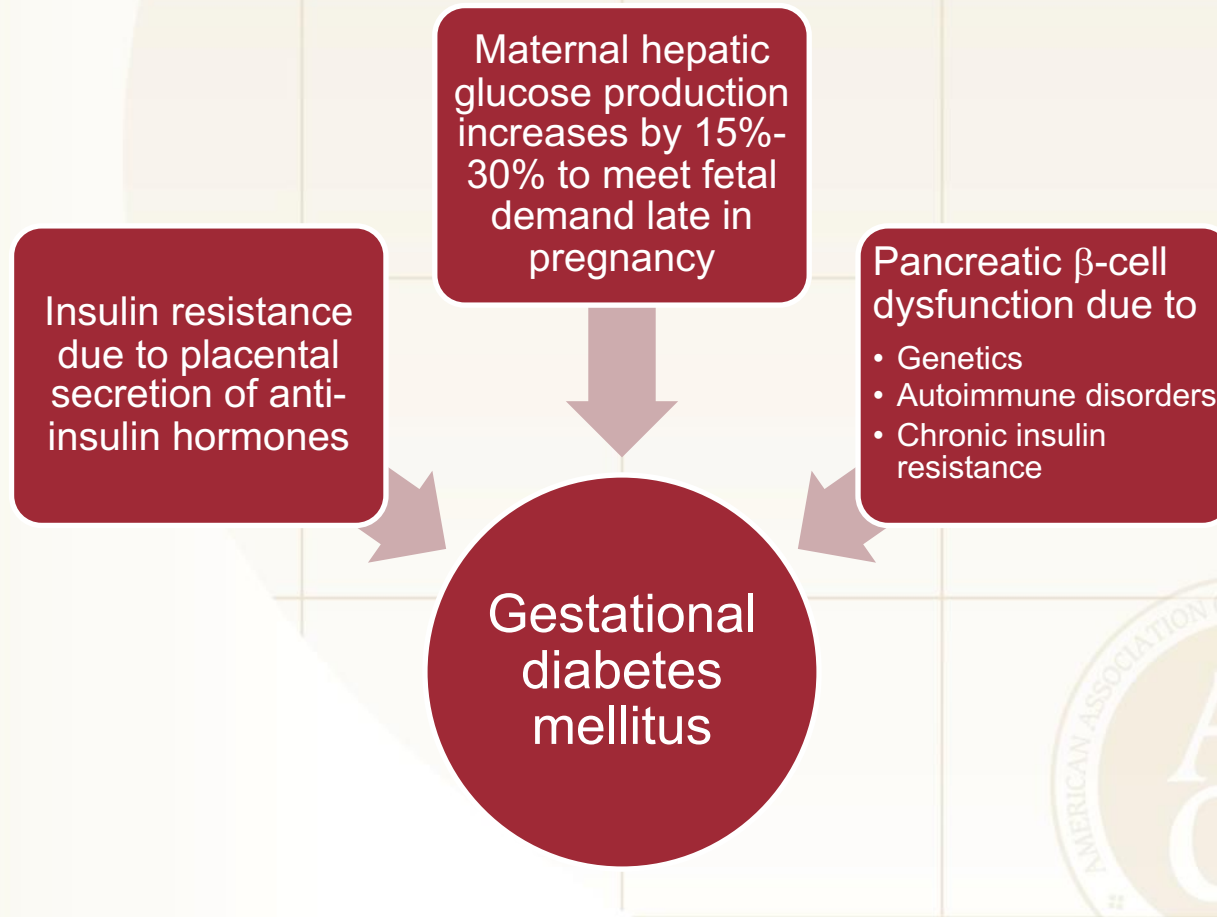 Maternal hepatic
glucose production
increases by 15%-
30% to meet fetal
demand late in
pregnancy
Insulin resistance
due to placental
secretion of anti-
insulin hormones
Pancreatic β-cell
dysfunction due to
• Genetics
• Autoimmune disorders
• Chronic insulin
resistance
Gestational
diabetes
mellitus
AMERICAN ASSOCIATION